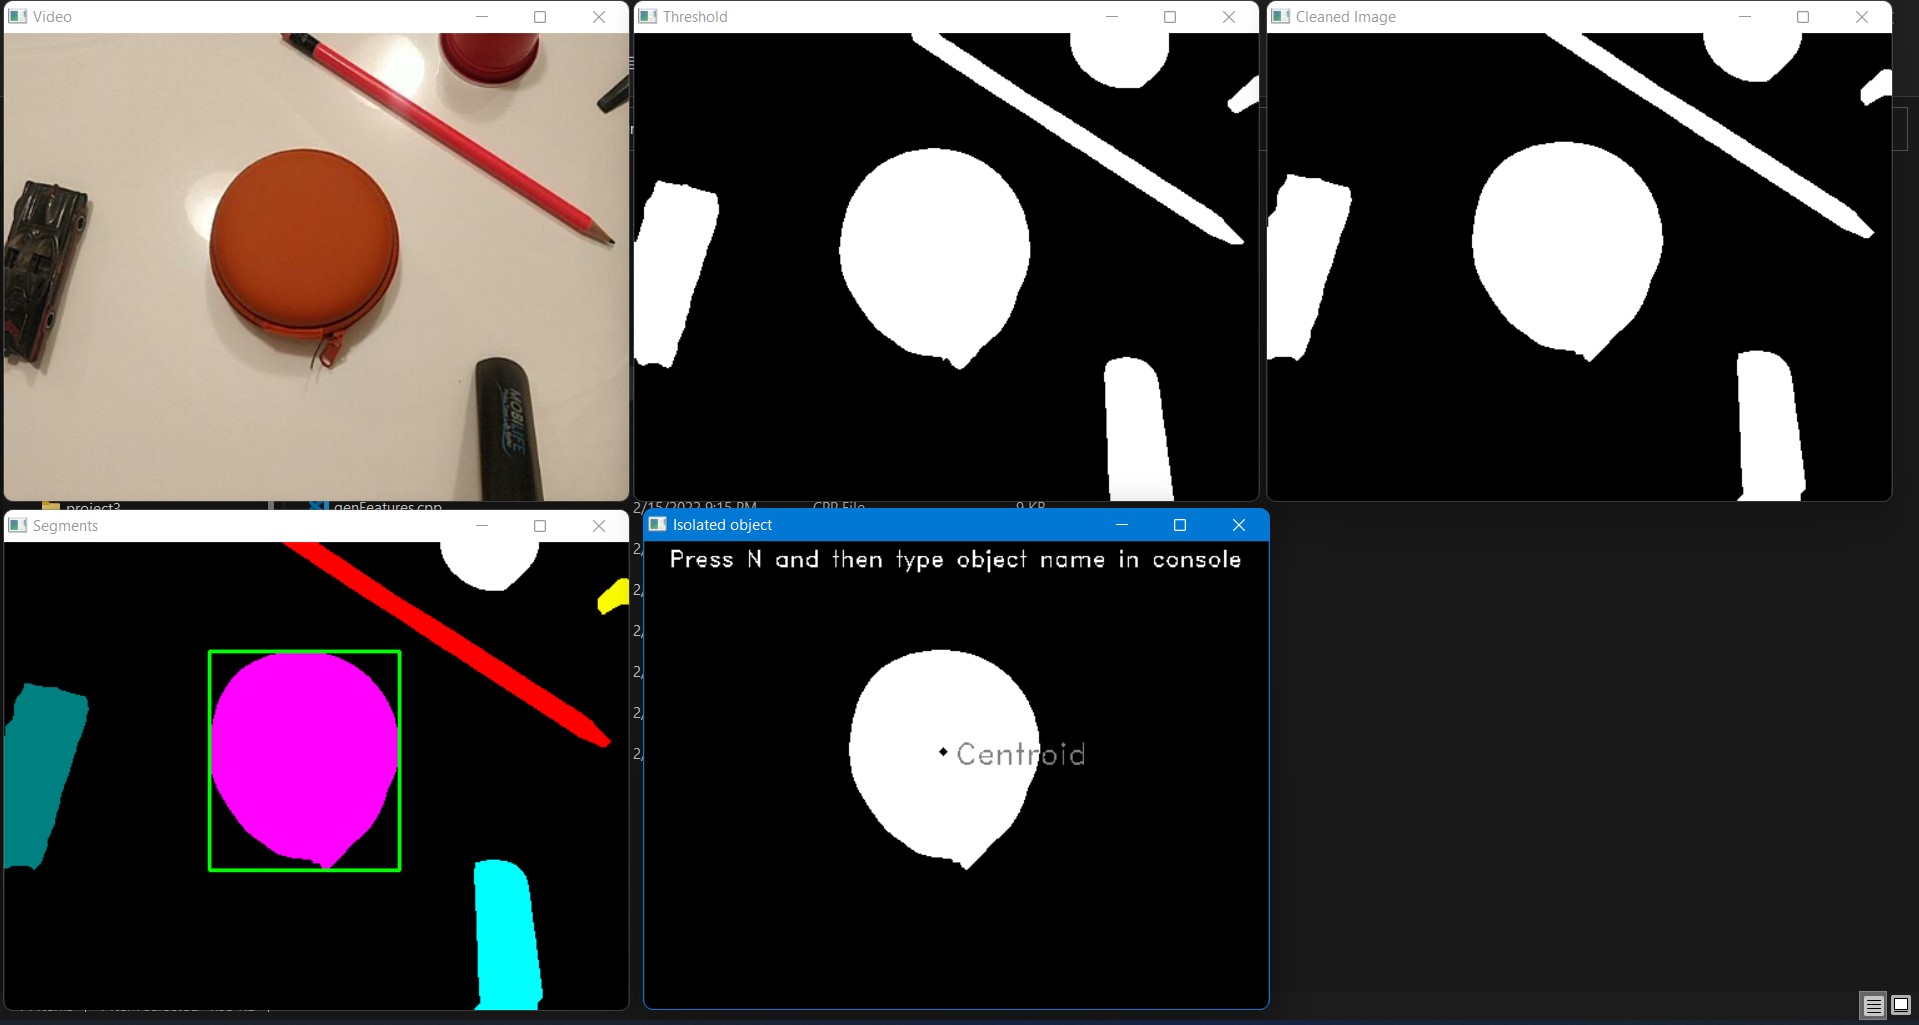 Video
Threshold
Cleaned Image
MOBILIFE
project3
genFeatures.cpp
2/15/2022 9:15 PM
CPP File
9 KB
Segments
Isolated object
Press N and then type object name in console
Centroid